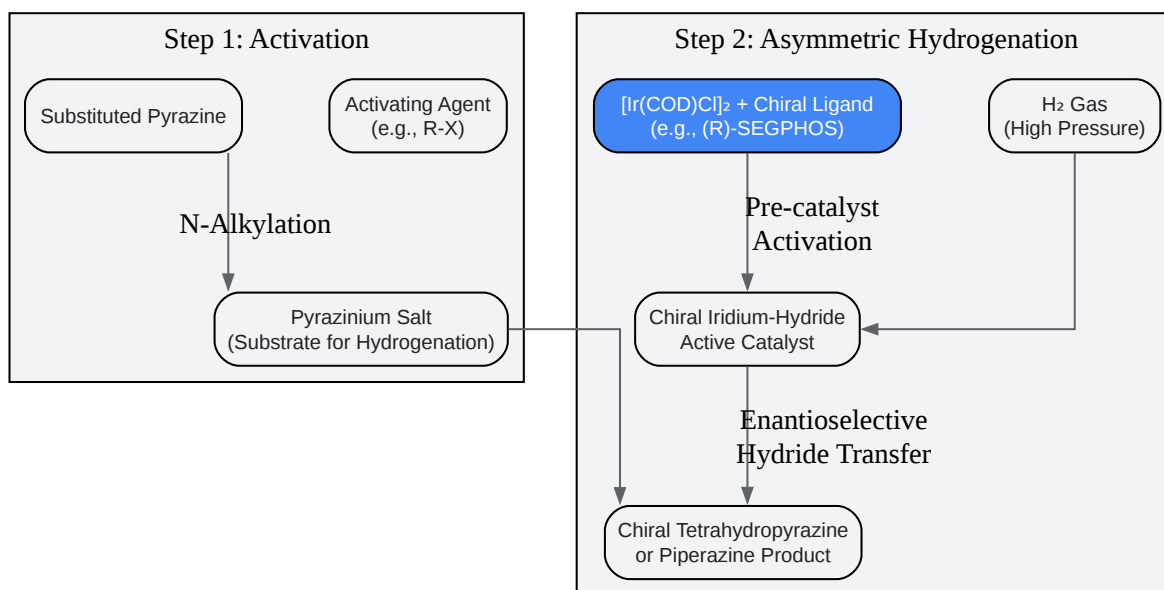 Step 1: Activation
Substituted Pyrazine
Activating Agent
(e.g., R-X)
N-Alkylation
Pyrazinium Salt
(Substrate for Hydrogenation)
Step 2: Asymmetric Hydrogenation
[Ir(COD)Cl]₂ + Chiral Ligand
(e.g., (R)-SEGPHOS)
H₂ Gas
(High Pressure)
Pre-catalyst
Activation
Chiral Iridium-Hydride
Active Catalyst
Enantioselective
Hydride Transfer
Chiral Tetrahydropyrazine
or Piperazine Product